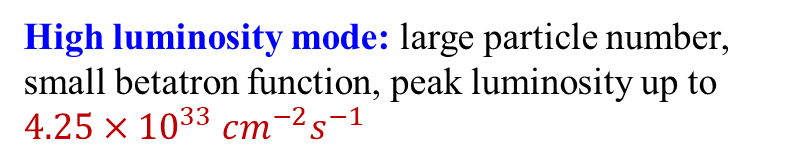 High luminosity mode: large particle number,
small betatron function, peak luminosity up to
4.25 × 10³³ cm⁻²s⁻¹